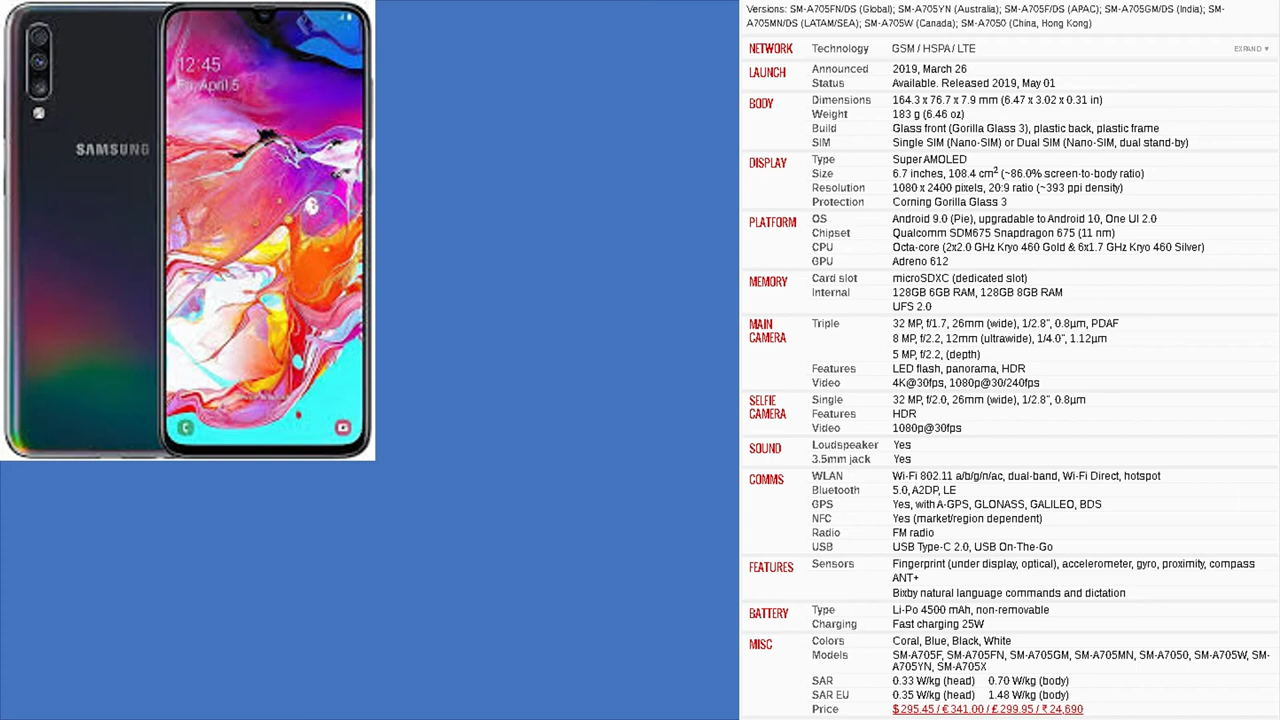 12:45
Fri, April 5
SAMSUNG
Versions: SM-A705FN/DS (Global); SM-A705YN (Australia); SM-A705F/DS (APAC); SM-A705GM/DS (India); SM-
A705MN/DS (LATAM/SEA); SM-A705W (Canada); SM-A7050 (China, Hong Kong)
NETWORK Technology GSM / HSPA / LTE EXPAND ▼
LAUNCH Announced 2019, March 26
Status Available. Released 2019, May 01
BODY Dimensions 164.3 x 76.7 x 7.9 mm (6.47 x 3.02 x 0.31 in)
Weight 183 g (6.46 oz)
Build Glass front (Gorilla Glass 3), plastic back, plastic frame
SIM Single SIM (Nano-SIM) or Dual SIM (Nano-SIM, dual stand-by)
DISPLAY Type Super AMOLED
Size 6.7 inches, 108.4 cm² (~86.0% screen-to-body ratio)
Resolution 1080 x 2400 pixels, 20:9 ratio (~393 ppi density)
Protection Corning Gorilla Glass 3
PLATFORM OS Android 9.0 (Pie), upgradable to Android 10, One UI 2.0
Chipset Qualcomm SDM675 Snapdragon 675 (11 nm)
CPU Octa-core (2x2.0 GHz Kryo 460 Gold & 6x1.7 GHz Kryo 460 Silver)
GPU Adreno 612
MEMORY Card slot microSDXC (dedicated slot)
Internal 128GB 6GB RAM, 128GB 8GB RAM
UFS 2.0
MAIN CAMERA Triple 32 MP, f/1.7, 26mm (wide), 1/2.8", 0.8µm, PDAF
8 MP, f/2.2, 12mm (ultrawide), 1/4.0", 1.12µm
5 MP, f/2.2, (depth)
Features LED flash, panorama, HDR
Video 4K@30fps, 1080p@30/240fps
SELFIE CAMERA Single 32 MP, f/2.0, 26mm (wide), 1/2.8", 0.8µm
Features HDR
Video 1080p@30fps
SOUND Loudspeaker Yes
3.5mm jack Yes
COMMS WLAN Wi-Fi 802.11 a/b/g/n/ac, dual-band, Wi-Fi Direct, hotspot
Bluetooth 5.0, A2DP, LE
GPS Yes, with A-GPS, GLONASS, GALILEO, BDS
NFC Yes (market/region dependent)
Radio FM radio
USB USB Type-C 2.0, USB On-The-Go
FEATURES Sensors Fingerprint (under display, optical), accelerometer, gyro, proximity, compass
ANT+
Bixby natural language commands and dictation
BATTERY Type Li-Po 4500 mAh, non-removable
Charging Fast charging 25W
MISC Colors Coral, Blue, Black, White
Models SM-A705F, SM-A705FN, SM-A705GM, SM-A705MN, SM-A7050, SM-A705W, SM-
A705YN, SM-A705X
SAR 0.33 W/kg (head) 0.70 W/kg (body)
SAR EU 0.35 W/kg (head) 1.48 W/kg (body)
Price $ 295.45 / € 341.00 / £ 299.95 / ₹ 24,690